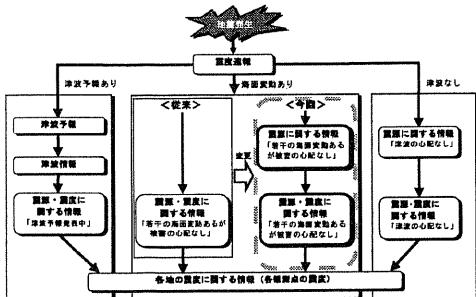 地震発生
震度速報
津波予報あり
海面変動あり
津波なし
津波予報
津波情報
震源・震度に
関する情報
「津波予報発表中」
<従来>
震源・震度に
関する情報
「若干の海面変動あるが
被害の心配なし」
変更
<今回>
震源に関する情報
「若干の海面変動ある
が被害の心配なし」
震源・震度に
関する情報
「若干の海面変動ある
が被害の心配なし」
震源に関する情報
「津波の心配なし」
震源・震度に
関する情報
「津波の心配なし」
各地の震度に関する情報(各観測点の震度)